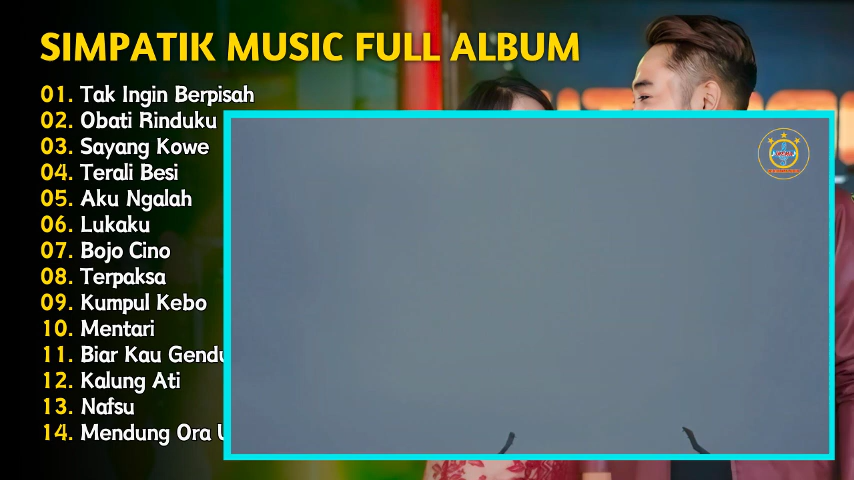 SIMPATIK MUSIC FULL ALBUM
01. Tak Ingin Berpisah
02. Obati Rinduku
03. Sayang Kowe
04. Terali Besi
05. Aku Ngalah
06. Lukaku
07. Bojo Cino
08. Terpaksa
09. Kumpul Kebo
10. Mentari
11. Biar Kau Gendu
12. Kalung Ati
13. Nafsu
14. Mendung Ora